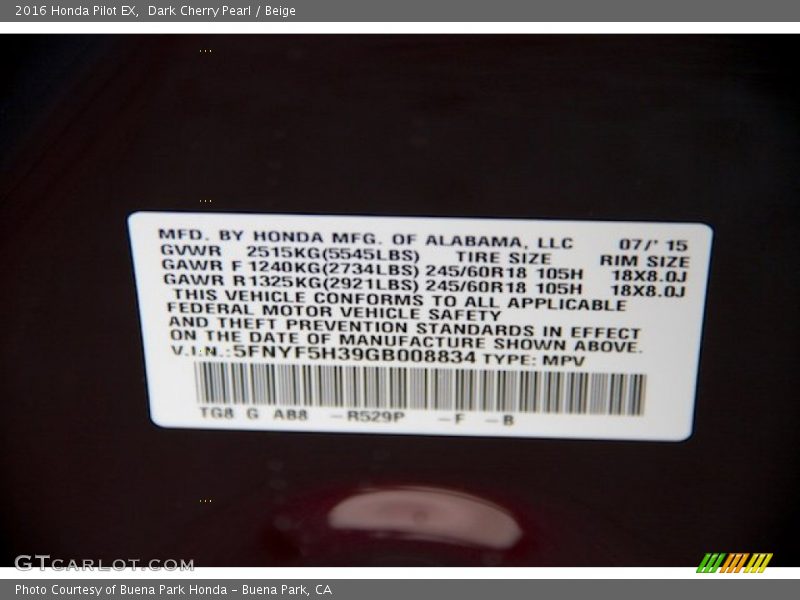 2016 Honda Pilot EX, Dark Cherry Pearl / Beige
MFD. BY HONDA MFG. OF ALABAMA, LLC 07/' 15
GVWR 2515KG(5545LBS) TIRE SIZE RIM SIZE
GAWR F 1240KG(2734LBS) 245/60R18 105H 18X8.0J
GAWR R1325KG(2921LBS) 245/60R18 105H 18X8.0J
THIS VEHICLE CONFORMS TO ALL APPLICABLE
FEDERAL MOTOR VEHICLE SAFETY
AND THEFT PREVENTION STANDARDS IN EFFECT
ON THE DATE OF MANUFACTURE SHOWN ABOVE.
V.I.N.: 5FNYF5H39GB008834 TYPE: MPV
TG8 G A88 -R529P -F -B
GTCARLOT.COM
Photo Courtesy of Buena Park Honda - Buena Park, CA